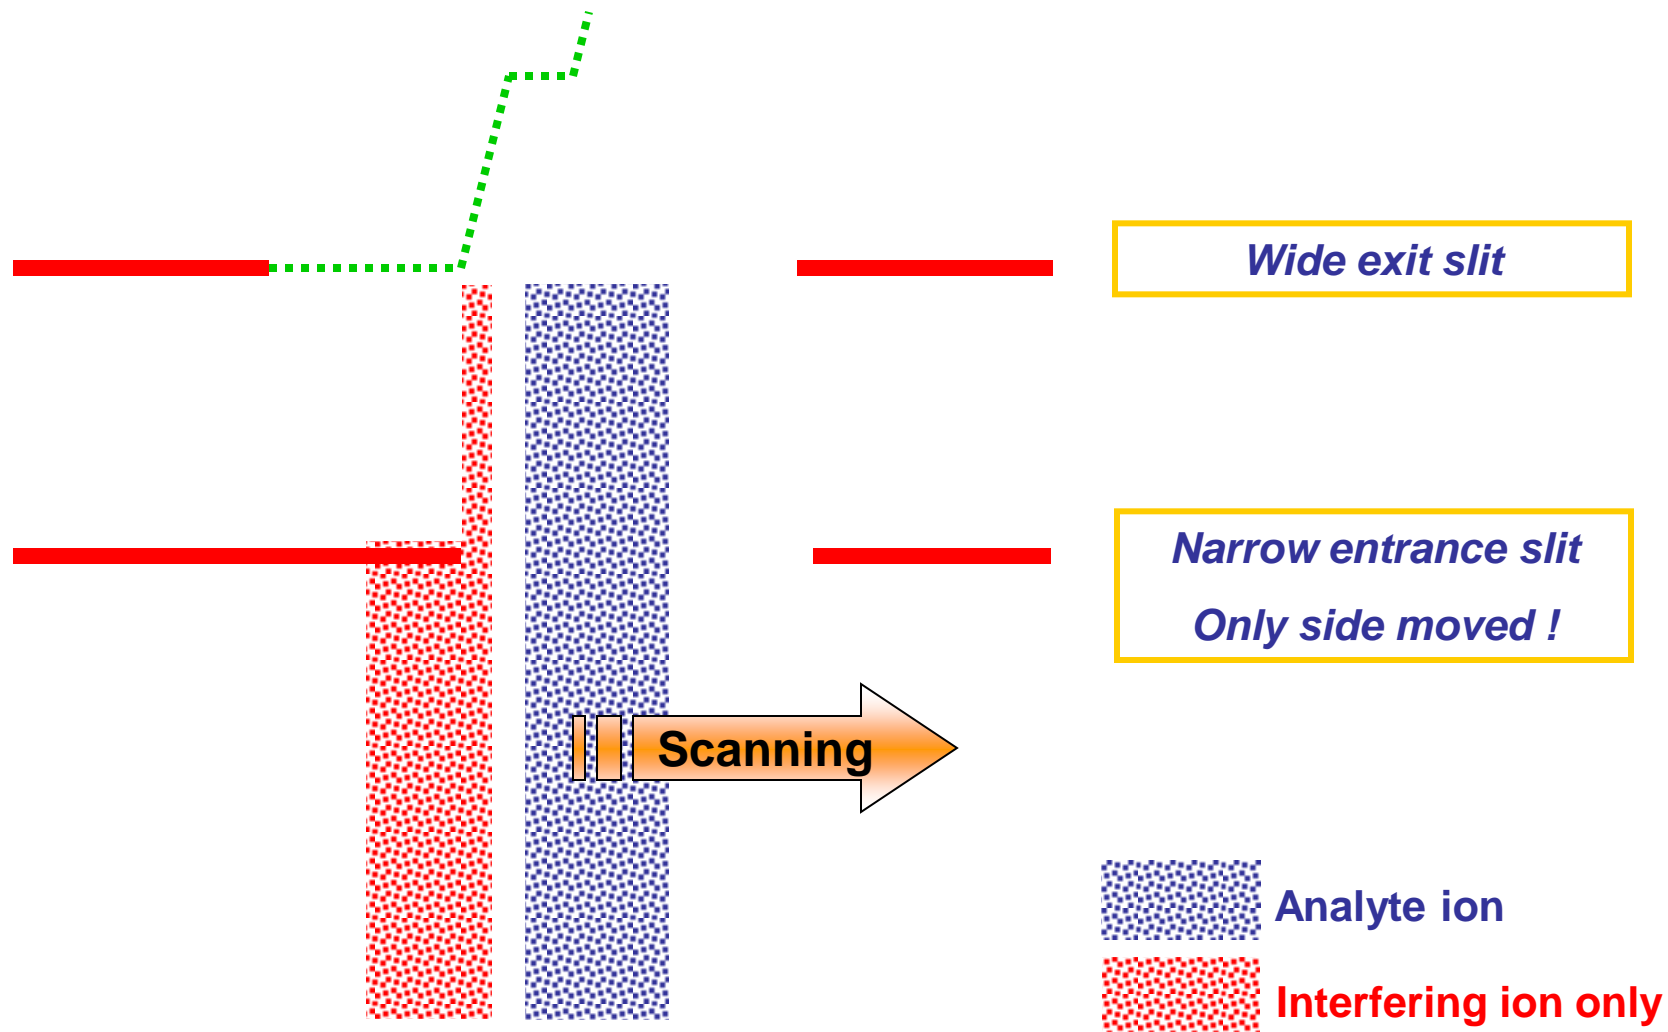 Wide exit slit
Narrow entrance slit
Only side moved !
Scanning
Analyte ion
Interfering ion only